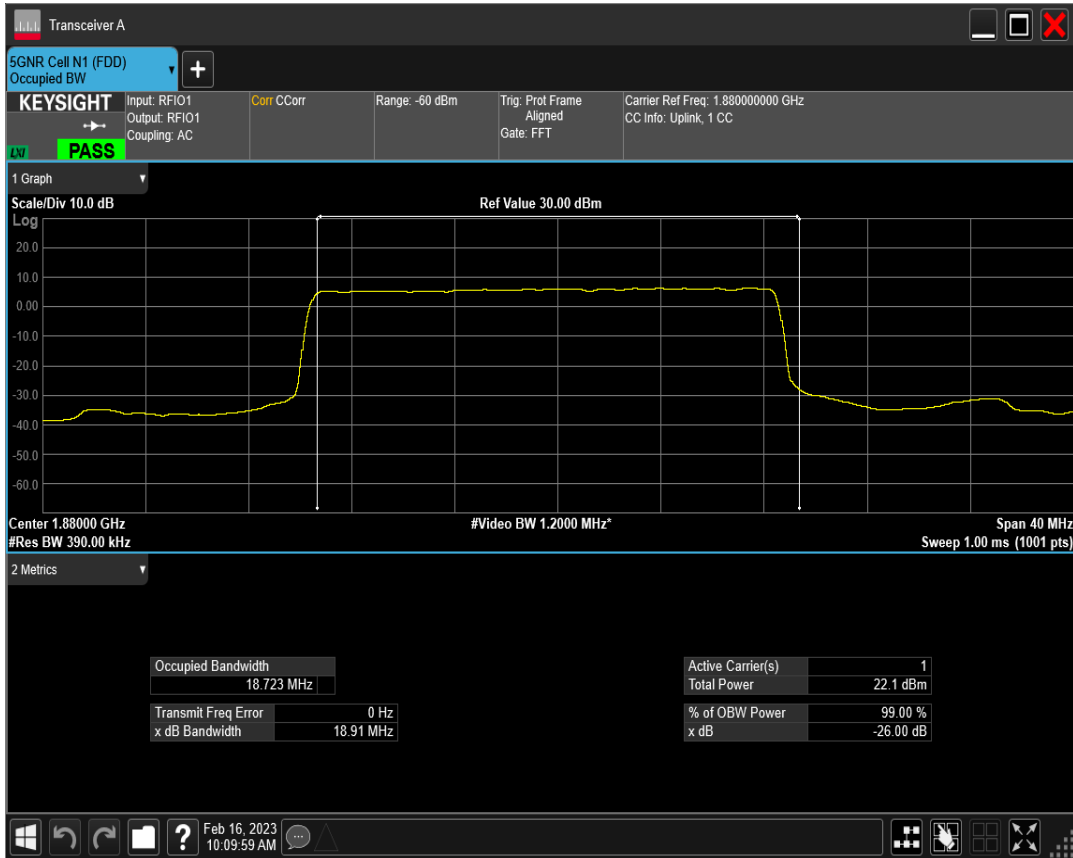 Transceiver A
5GNR Cell N1 (FDD)
Occupied BW
+
KEYSIGHT
LXI
PASS
Input: RFIO1
Output: RFIO1
Coupling: AC
Corr CCorr
Range: -60 dBm
Trig: Prot Frame
Aligned
Gate: FFT
Carrier Ref Freq: 1.880000000 GHz
CC Info: Uplink, 1 CC
1 Graph
Scale/Div 10.0 dB
Ref Value 30.00 dBm
Log
20.0
10.0
0.00
-10.0
-20.0
-30.0
-40.0
-50.0
-60.0
Center 1.88000 GHz
#Video BW 1.2000 MHz*
Span 40 MHz
#Res BW 390.00 kHz
Sweep 1.00 ms (1001 pts)
2 Metrics
Occupied Bandwidth
18.723 MHz
Transmit Freq Error 0 Hz
x dB Bandwidth 18.91 MHz
Active Carrier(s) 1
Total Power 22.1 dBm
% of OBW Power 99.00 %
x dB -26.00 dB
?
Feb 16, 2023
10:09:59 AM